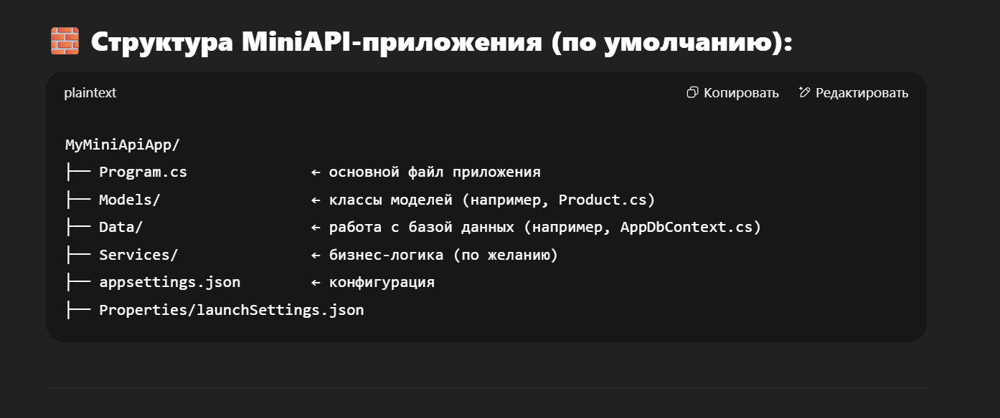 🧱 Структура MiniAPI-приложения (по умолчанию):
plaintext Копировать Редактировать
MyMiniApiApp/
├── Program.cs ← основной файл приложения
├── Models/ ← классы моделей (например, Product.cs)
├── Data/ ← работа с базой данных (например, AppDbContext.cs)
├── Services/ ← бизнес-логика (по желанию)
├── appsettings.json ← конфигурация
├── Properties/launchSettings.json